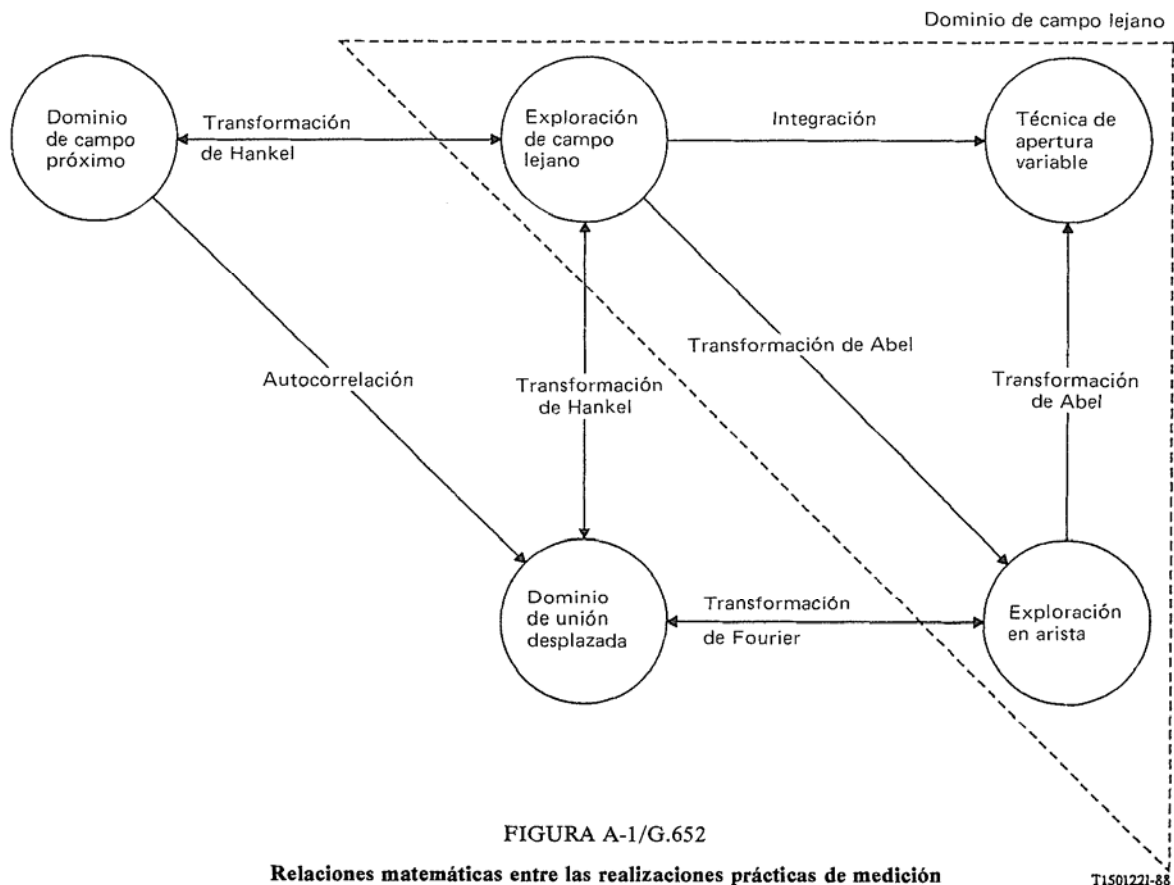 Dominio de campo lejano
Dominio
de campo
próximo
Transformación
de Hankel
Exploración
de campo
lejano
Integración
Técnica de
apertura
variable
Autocorrelación
Transformación
de Hankel
Transformación de Abel
Transformación
de Abel
Dominio
de unión
desplazada
Transformación
de Fourier
Exploración
en arista
FIGURA A-1/G.652
Relaciones matemáticas entre las realizaciones prácticas de medición
T1501221-88